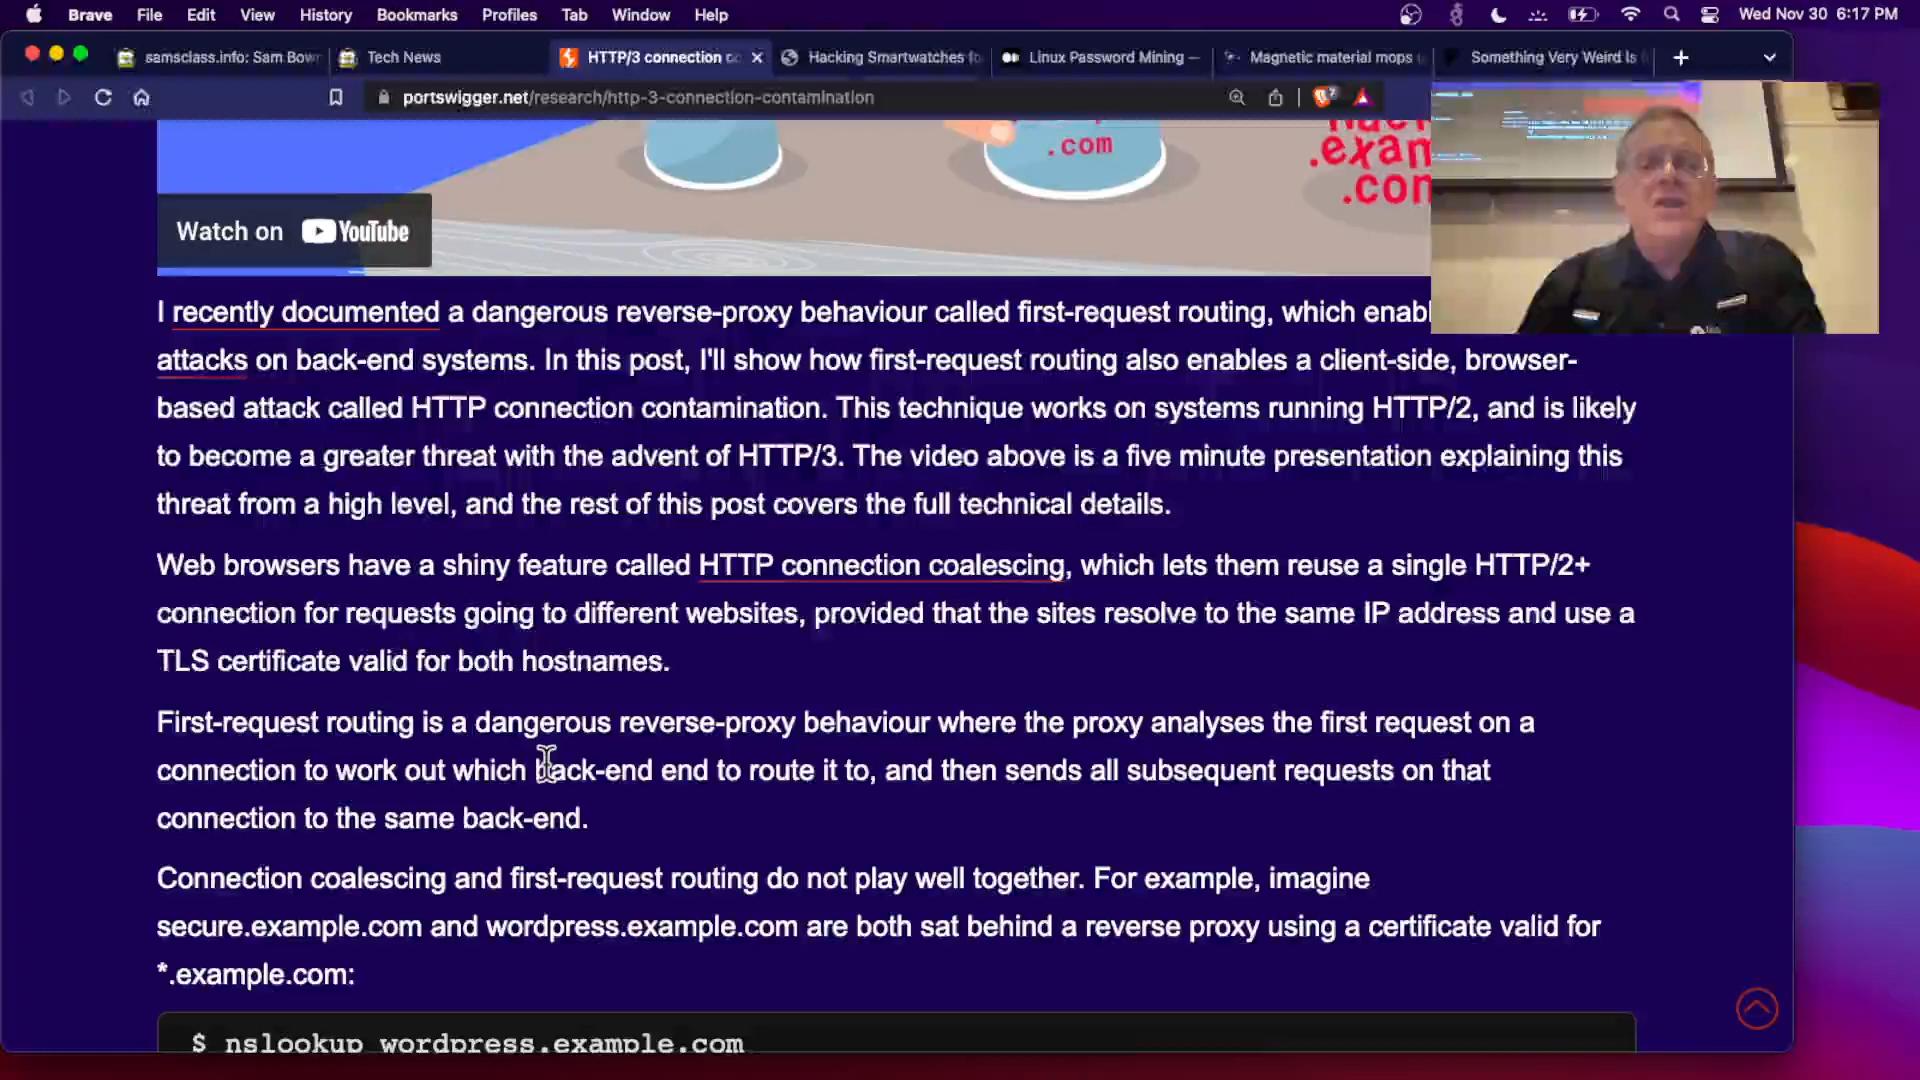 Brave File Edit View History Bookmarks Profiles Tab Window Help Wed Nov 30 6:17 PM
samsclass.info: Sam Bown Tech News HTTP/3 connection co Hacking Smartwatches fo Linux Password Mining — Magnetic material mops Something Very Weird Is
portswigger.net/research/http-3-connection-contamination 7
.com
.exam
.com
Watch on YouTube
I recently documented a dangerous reverse-proxy behaviour called first-request routing, which enabl
attacks on back-end systems. In this post, I'll show how first-request routing also enables a client-side, browser-
based attack called HTTP connection contamination. This technique works on systems running HTTP/2, and is likely
to become a greater threat with the advent of HTTP/3. The video above is a five minute presentation explaining this
threat from a high level, and the rest of this post covers the full technical details.
Web browsers have a shiny feature called HTTP connection coalescing, which lets them reuse a single HTTP/2+
connection for requests going to different websites, provided that the sites resolve to the same IP address and use a
TLS certificate valid for both hostnames.
First-request routing is a dangerous reverse-proxy behaviour where the proxy analyses the first request on a
connection to work out which back-end end to route it to, and then sends all subsequent requests on that
connection to the same back-end.
Connection coalescing and first-request routing do not play well together. For example, imagine
secure.example.com and wordpress.example.com are both sat behind a reverse proxy using a certificate valid for
*.example.com:
$ nslookup wordpress.example.com